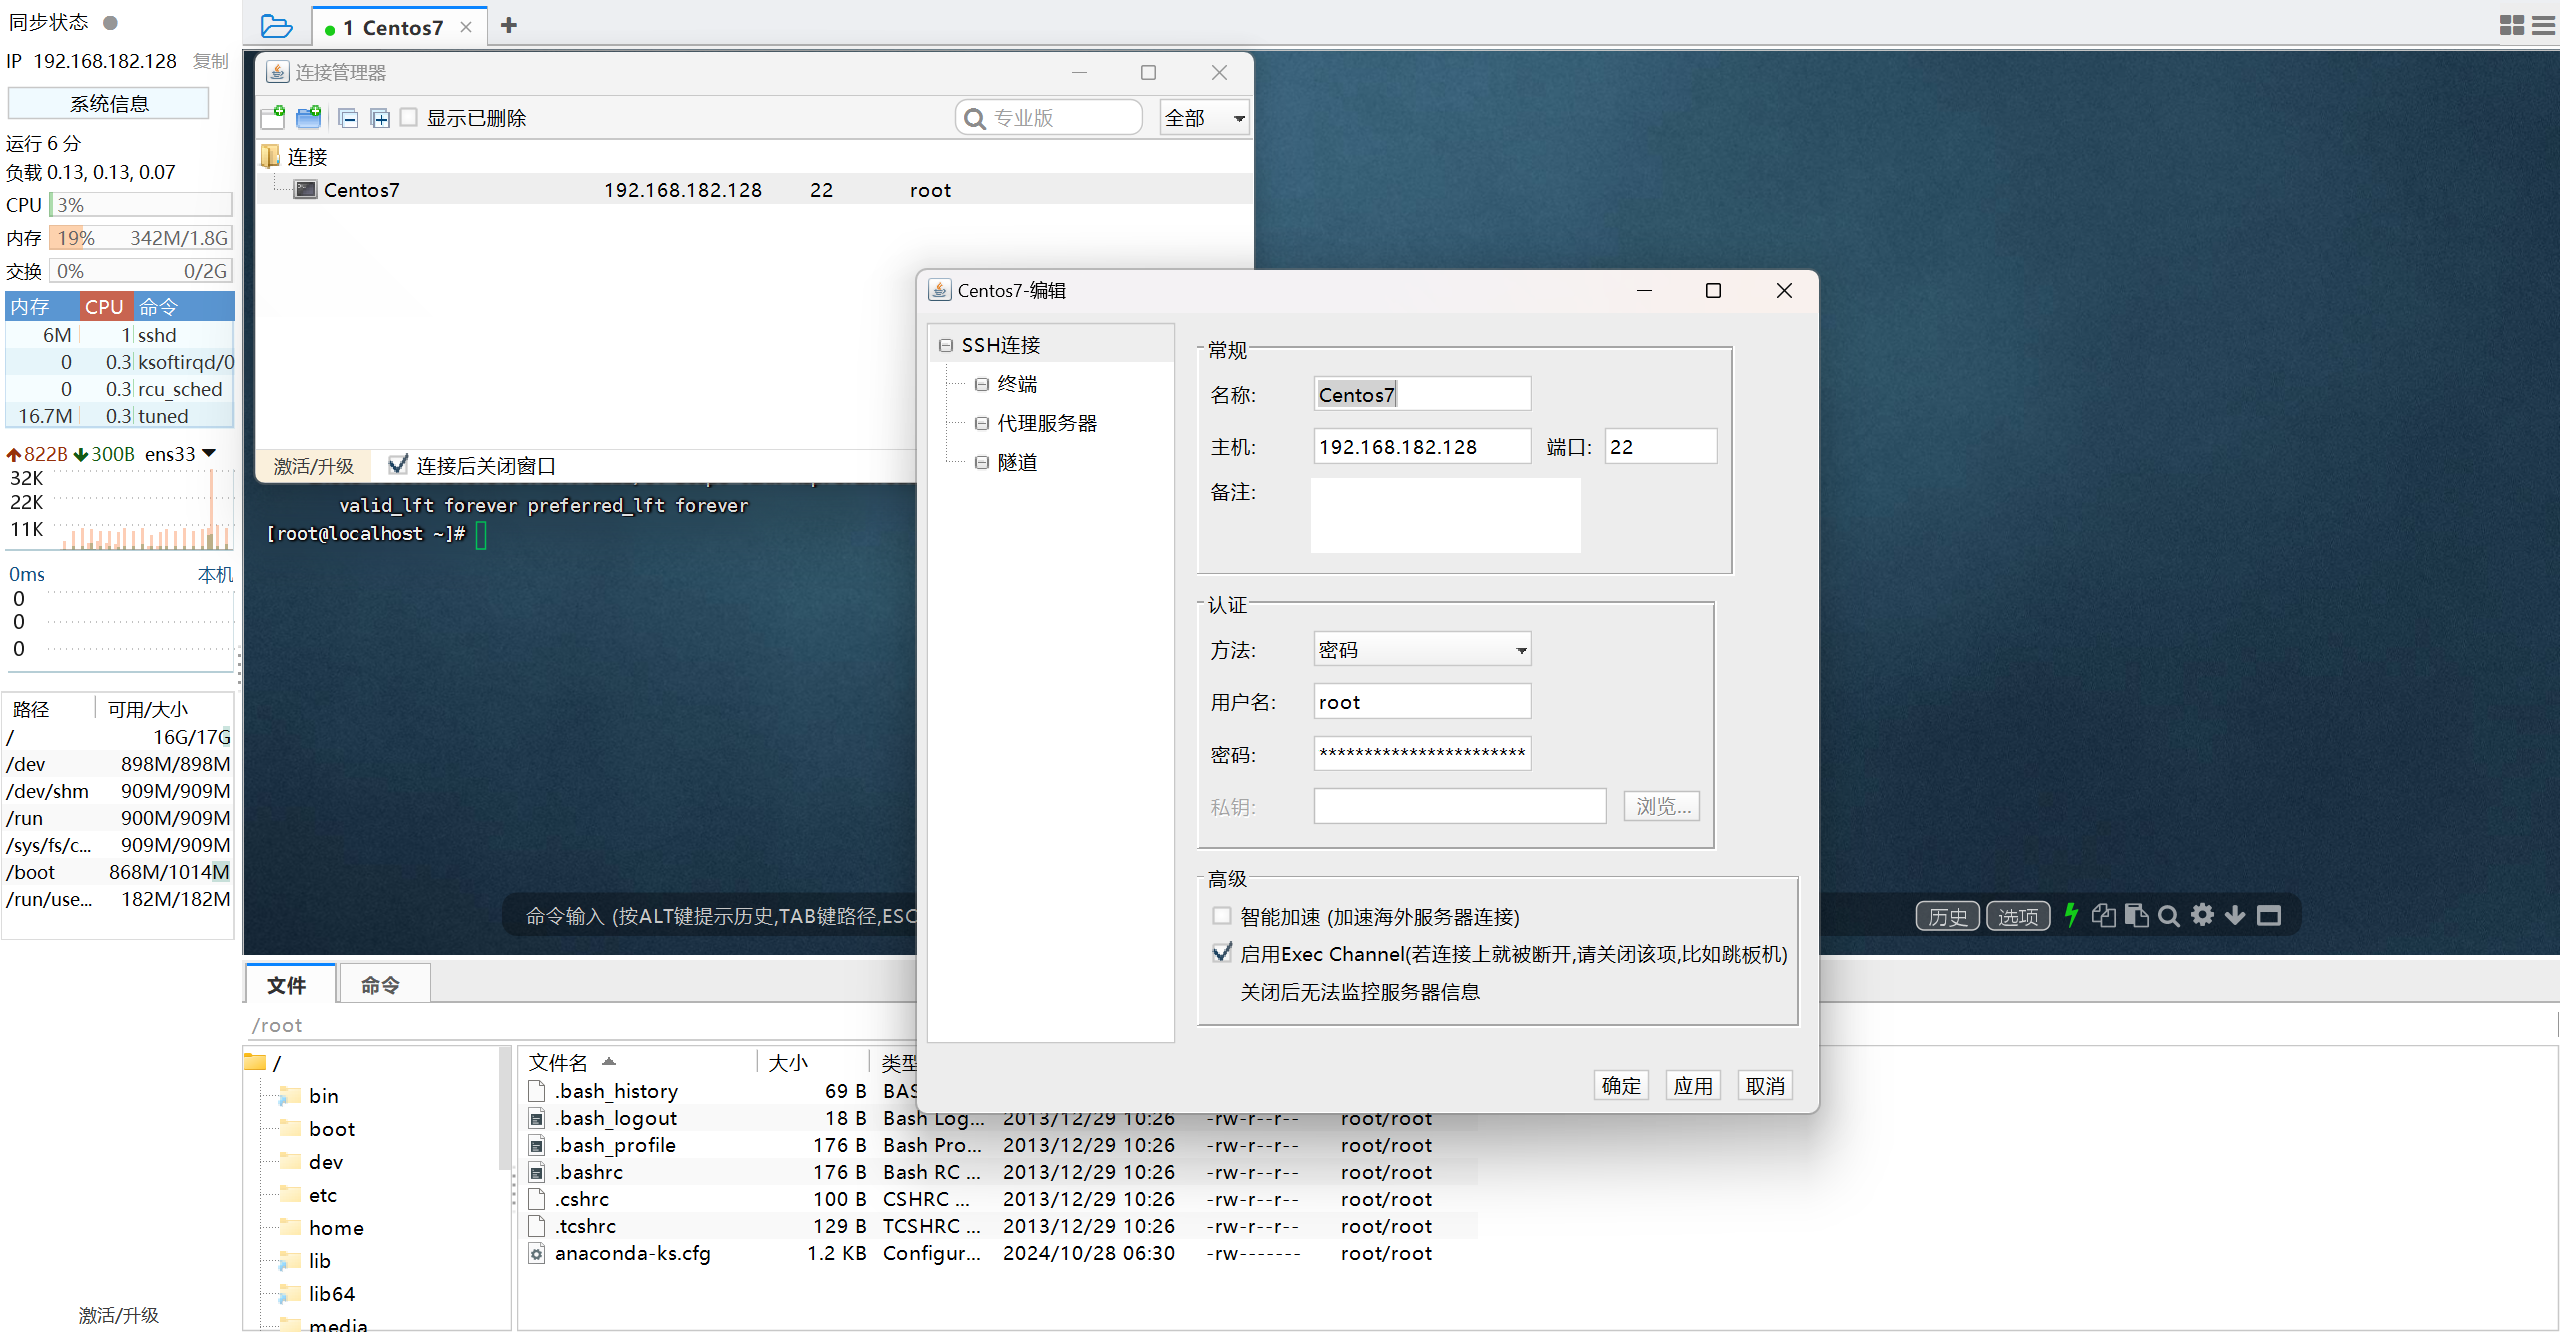 同步状态
IP 192.168.182.128 复制
系统信息
运行 6 分
负载 0.13, 0.13, 0.07
CPU 3%
内存 19% 342M/1.8G
交换 0% 0/2G
内存 CPU 命令
6M 1 sshd
0 0.3 ksoftirqd/0
0 0.3 rcu_sched
16.7M 0.3 tuned
822B 300B ens33
32K
22K
11K
0ms 本机
0
0
0
路径 可用/大小
/ 16G/17G
/dev 898M/898M
/dev/shm 909M/909M
/run 900M/909M
/sys/fs/c... 909M/909M
/boot 868M/1014M
/run/use... 182M/182M
激活/升级
1 Centos7
连接管理器
显示已删除
专业版
全部
连接
Centos7 192.168.182.128 22 root
激活/升级 连接后关闭窗口
valid_lft forever preferred_lft forever
[root@localhost ~]#
命令输入 (按ALT键提示历史,TAB键路径,ESC
历史 选项
Centos7-编辑
SSH连接
终端
代理服务器
隧道
常规
名称: Centos7
主机: 192.168.182.128 端口: 22
备注:
认证
方法: 密码
用户名: root
密码: ***********************
私钥: 浏览...
高级
智能加速 (加速海外服务器连接)
启用Exec Channel(若连接上就被断开,请关闭该项,比如跳板机)
关闭后无法监控服务器信息
确定 应用 取消
文件 命令
/root
/
bin
boot
dev
etc
home
lib
lib64
media
文件名 大小 类型
.bash_history 69 B BAS
.bash_logout 18 B Bash Log... 2013/12/29 10:26 -rw-r--r-- root/root
.bash_profile 176 B Bash Pro... 2013/12/29 10:26 -rw-r--r-- root/root
.bashrc 176 B Bash RC ... 2013/12/29 10:26 -rw-r--r-- root/root
.cshrc 100 B CSHRC ... 2013/12/29 10:26 -rw-r--r-- root/root
.tcshrc 129 B TCSHRC ... 2013/12/29 10:26 -rw-r--r-- root/root
anaconda-ks.cfg 1.2 KB Configur... 2024/10/28 06:30 -rw------- root/root